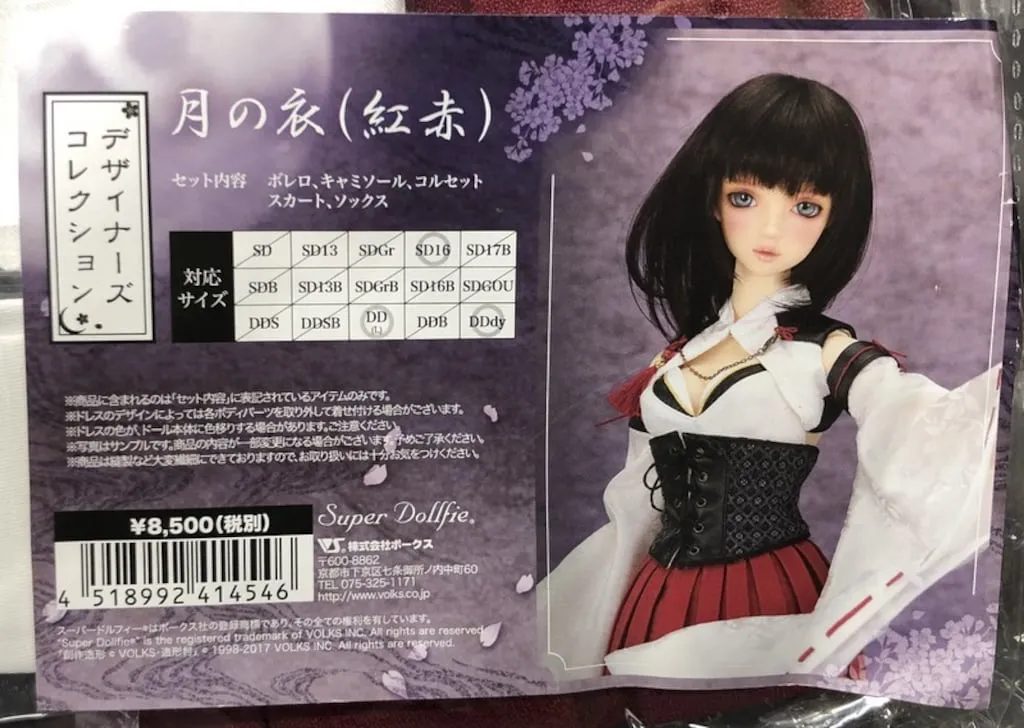 デザイナーズ
コレクション
月の衣(紅赤)
セット内容 ボレロ、キャミソール、コルセット
スカート、ソックス
対応
サイズ
SD SD13 SDGr SD16 SD17B
SDB SD13B SDGrB SD16B SDGOU
DDS DDSB DD DDB DDdy
(L)
※商品に含まれるのは「セット内容」に表記されているアイテムのみです。
※ドレスのデザインによっては各ボディパーツを取り外して着せ付ける場合がございます。
※ドレスの色が、ドール本体に色移りする場合があります。ご注意ください。
※写真はサンプルです。商品の内容が一部変更になる場合がございます。予めご了承ください。
※商品は縫製など大変繊細にできておりますので、お取り扱いには十分お気をつけください。
¥8,500(税別)
4 518992 414546
Super Dollfie®
VS® 株式会社ボークス
〒600-8862
京都市下京区七条御所ノ内中町60
TEL 075-325-1171
http://www.volks.co.jp
スーパードルフィー®はボークス社の登録商標であり、その全ての権利を有しています。
"Super Dollfie®" is the registered trademark of VOLKS INC. All rights are reserved
「創作造形©VOLKS・造形村」© 1998-2017 VOLKS INC. All rights are reserved